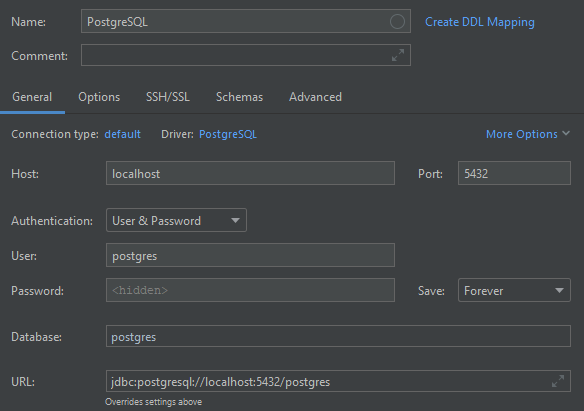 Name: PostgreSQL Create DDL Mapping
Comment:
General Options SSH/SSL Schemas Advanced
Connection type: default Driver: PostgreSQL More Options
Host: localhost Port: 5432
Authentication: User & Password
User: postgres
Password: <hidden> Save: Forever
Database: postgres
URL: jdbc:postgresql://localhost:5432/postgres
Overrides settings above